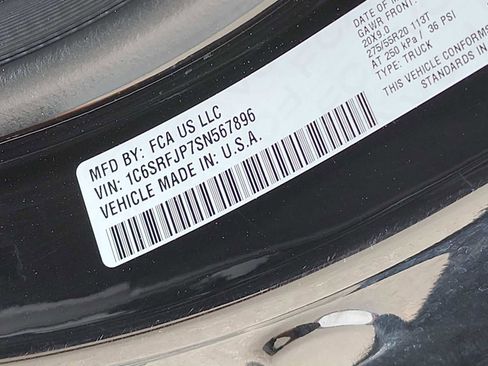 MFD BY: FCA US LLC
VIN: 1C6SRFJP7SN567896
VEHICLE MADE IN: U.S.A.
DATE OF
GAWR FRONT
20X9.0
275/55R20 113T
AT 250 kPa / 36 PSI
TYPE: TRUCK
THIS VEHICLE CONFORMS
STANDARDS IN